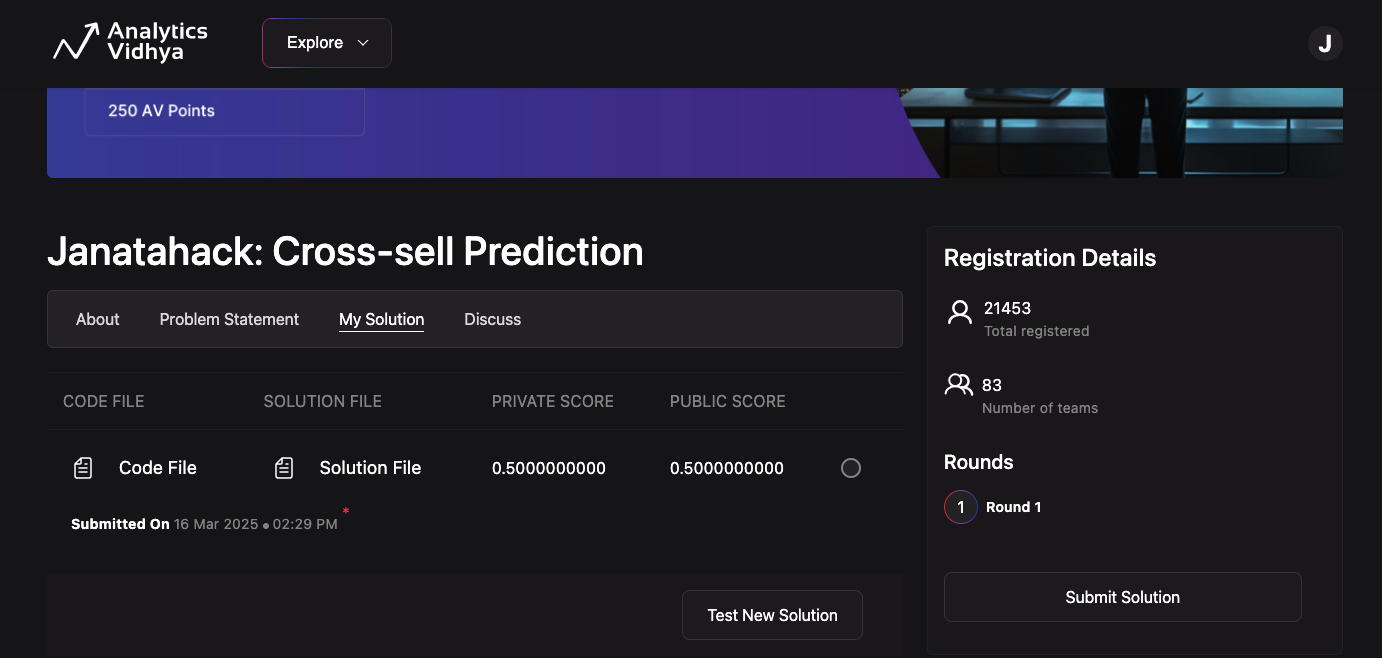 Analytics
Vidhya
Explore
J
250 AV Points
Janatahack: Cross-sell Prediction
About Problem Statement My Solution Discuss
CODE FILE SOLUTION FILE PRIVATE SCORE PUBLIC SCORE
Code File Solution File 0.5000000000 0.5000000000
Submitted On 16 Mar 2025 • 02:29 PM *
Test New Solution
Registration Details
21453
Total registered
83
Number of teams
Rounds
1 Round 1
Submit Solution